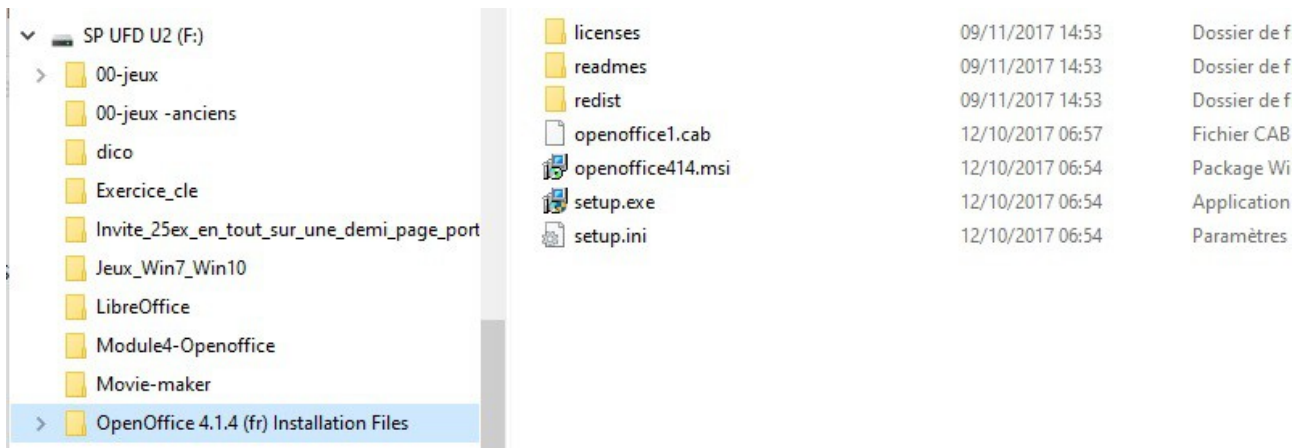 SP UFD U2 (F:)
00-jeux
00-jeux -anciens
dico
Exercice_cle
Invite_25ex_en_tout_sur_une_demi_page_port
Jeux_Win7_Win10
LibreOffice
Module4-Openoffice
Movie-maker
OpenOffice 4.1.4 (fr) Installation Files
licenses 09/11/2017 14:53 Dossier de f
readmes 09/11/2017 14:53 Dossier de f
redist 09/11/2017 14:53 Dossier de f
openoffice1.cab 12/10/2017 06:57 Fichier CAB
openoffice414.msi 12/10/2017 06:54 Package Wi
setup.exe 12/10/2017 06:54 Application
setup.ini 12/10/2017 06:54 Paramètres